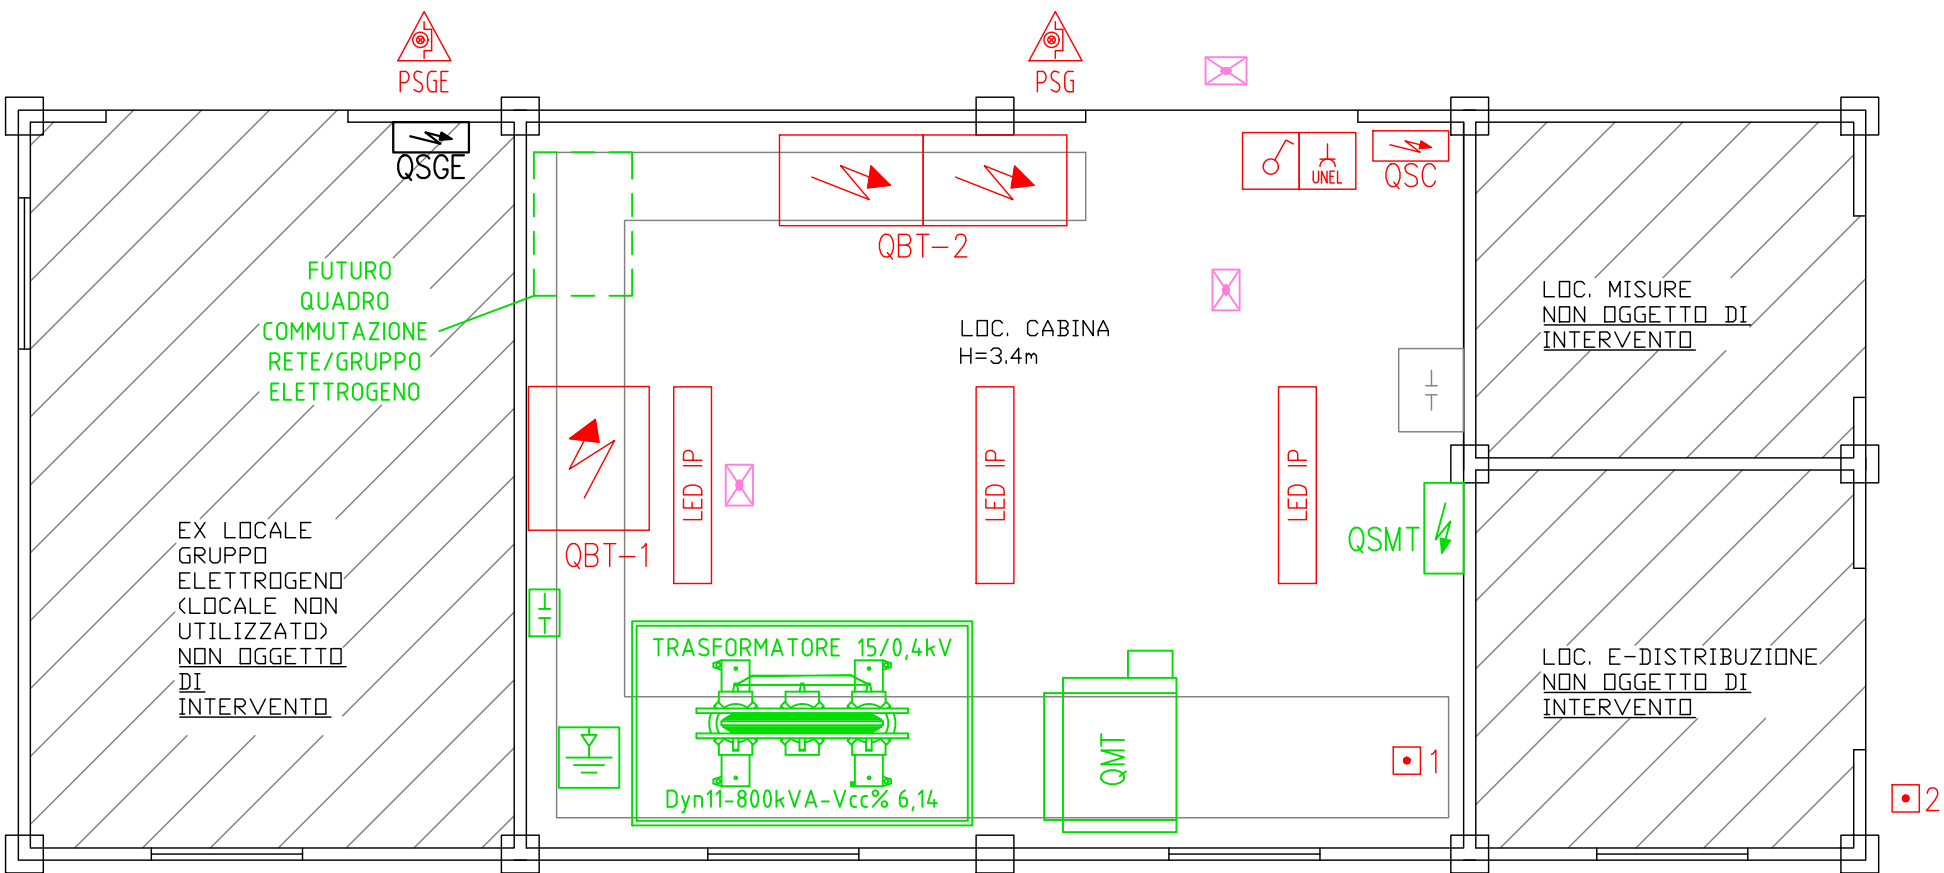 PSGE
PSG
QSGE
UNEL
QSC
QBT-2
FUTURO
QUADRO
COMMUTAZIONE
RETE/GRUPPO
ELETTROGENO
LOC. CABINA
H=3.4m
LOC. MISURE
NON OGGETTO DI
INTERVENTO
LED IP
LED IP
LED IP
QBT-1
QSMT
EX LOCALE
GRUPPO
ELETTROGENO
(LOCALE NON
UTILIZZATO)
NON OGGETTO
DI
INTERVENTO
TRASFORMATORE 15/0,4kV
Dyn11-800kVA-Vcc% 6,14
QMT
1
LOC. E-DISTRIBUZIONE
NON OGGETTO DI
INTERVENTO
2